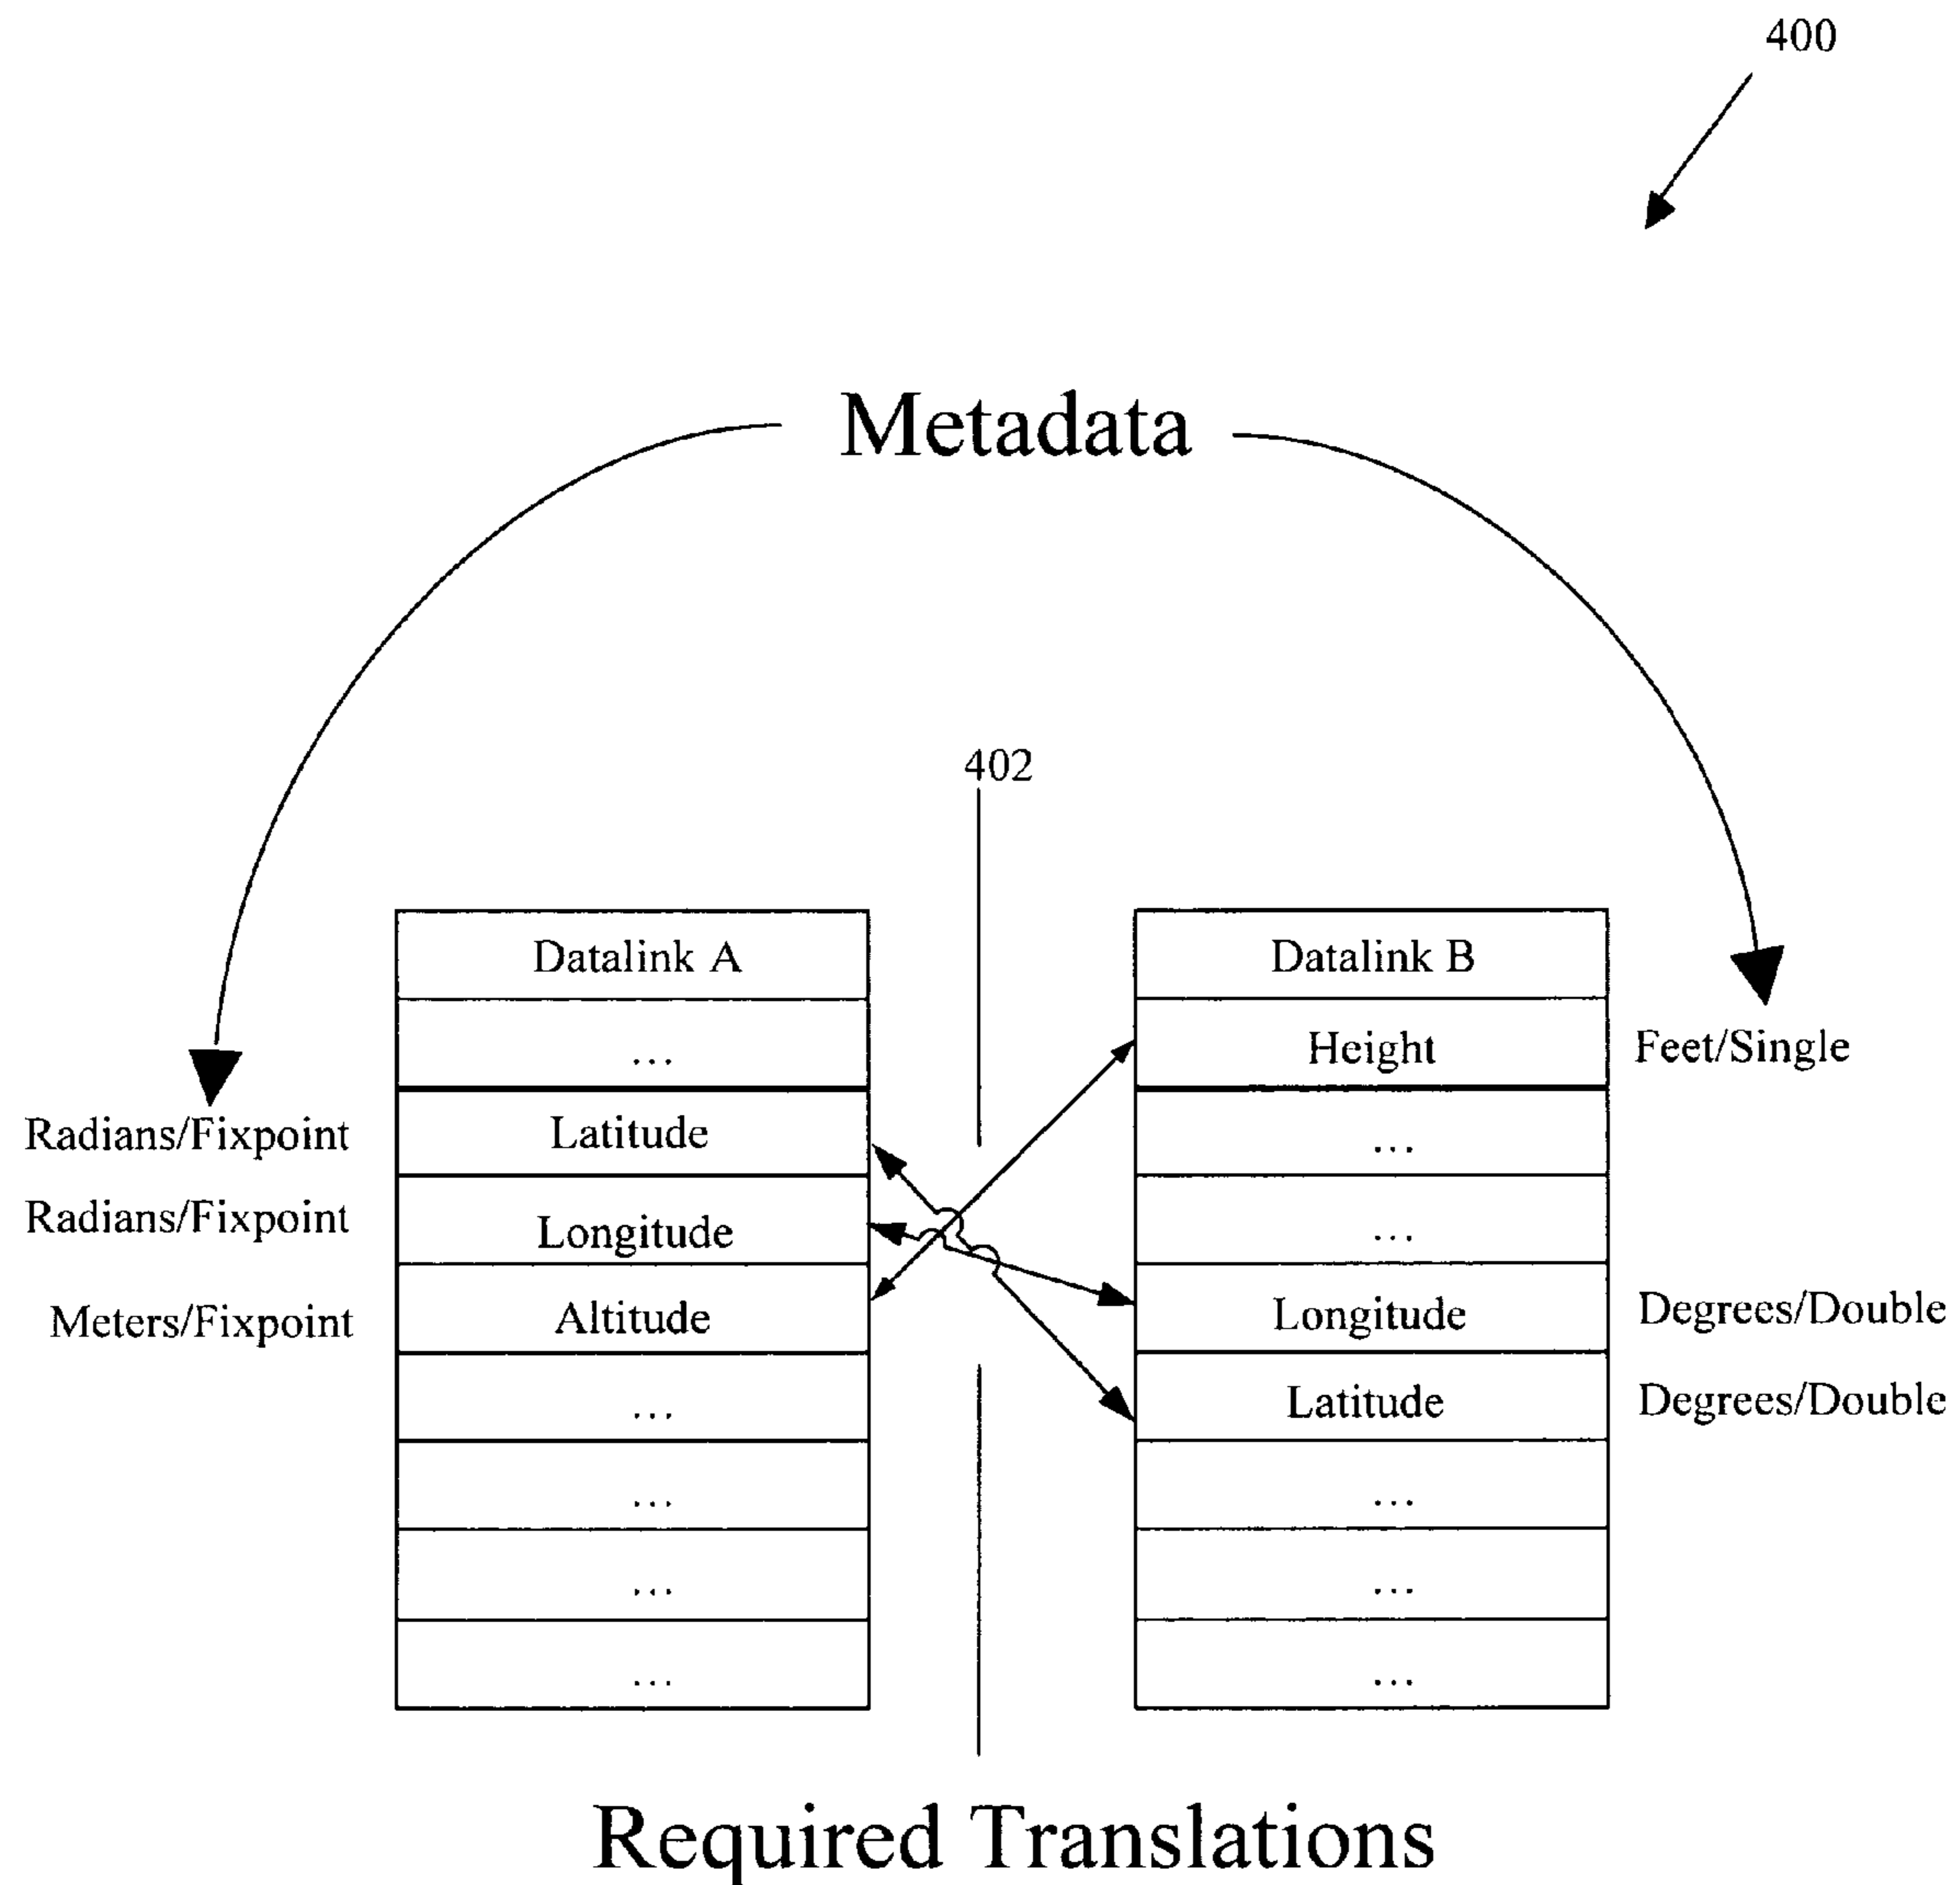 400
Metadata
402
Datalink A
...
Radians/Fixpoint Latitude
Radians/Fixpoint Longitude
Meters/Fixpoint Altitude
...
...
...
...
Datalink B
Height Feet/Single
...
...
Longitude Degrees/Double
Latitude Degrees/Double
...
...
...
Required Translations